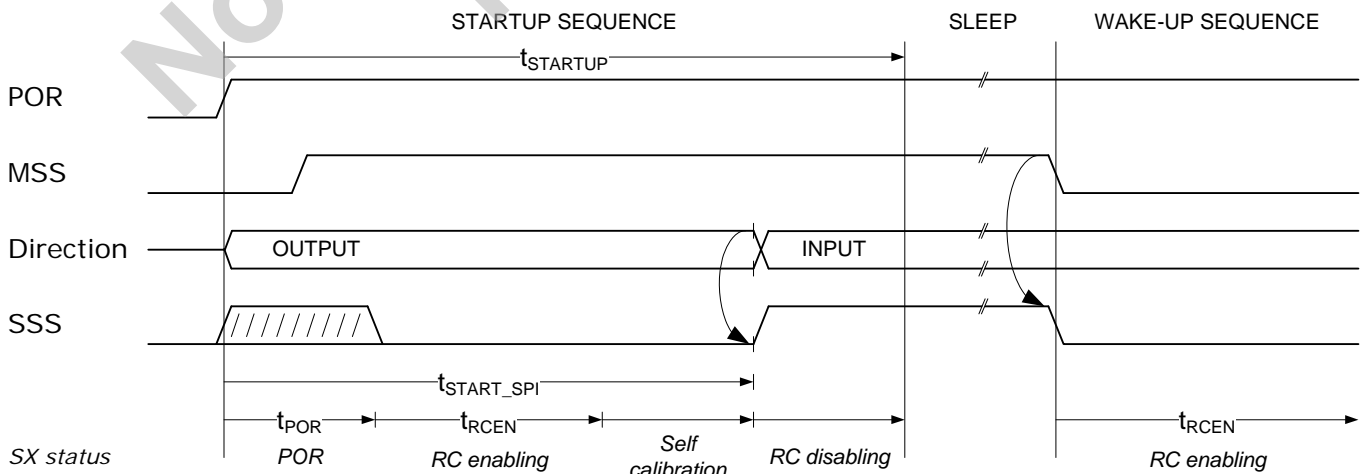 STARTUP SEQUENCE SLEEP WAKE-UP SEQUENCE
tSTARTUP
POR
MSS
Direction OUTPUT INPUT
SSS
tSTART_SPI
tPOR tRCEN tRCEN
SX status POR RC enabling Self calibration RC disabling RC enabling
No